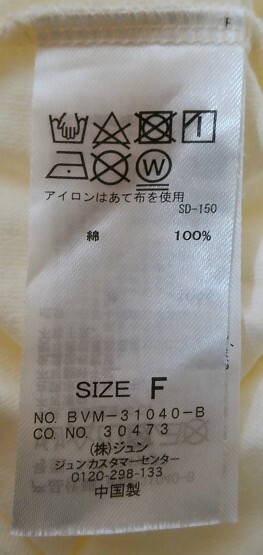 F
W
アイロンはあて布を使用
SD-150
綿 100%
SIZE F
NO. BVM-31040-B
CO. NO. 30473
(株)ジュン
ジュンカスタマーセンター
0120-298-133
中国製